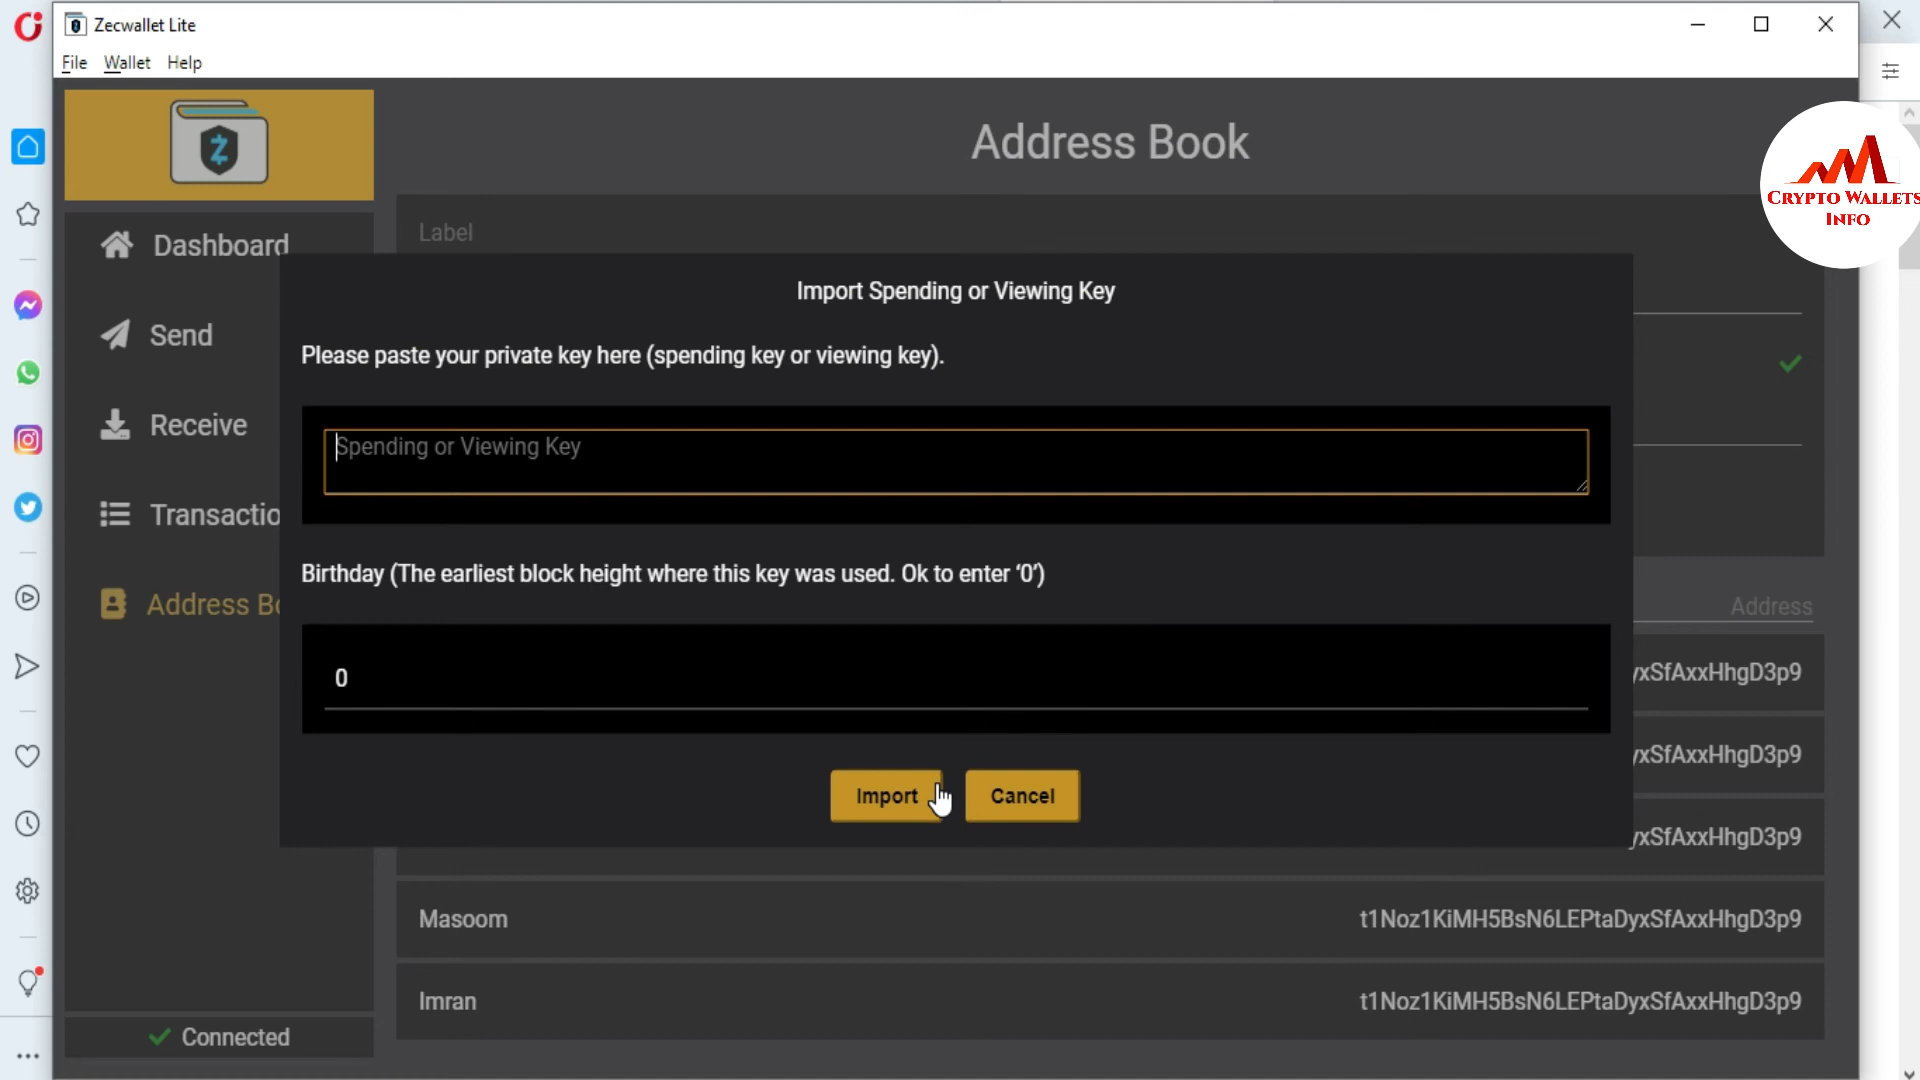 Zecwallet Lite
File Wallet Help
Address Book
CRYPTO WALLETS
INFO
Label
Dashboard
Send
Receive
Transactio
Address Bo
Import Spending or Viewing Key
Please paste your private key here (spending key or viewing key).
Spending or Viewing Key
Birthday (The earliest block height where this key was used. Ok to enter ‘0’)
0
Import Cancel
Address
yxSfAxxHhgD3p9
yxSfAxxHhgD3p9
yxSfAxxHhgD3p9
Masoom t1Noz1KiMH5BsN6LEPtaDyxSfAxxHhgD3p9
Imran t1Noz1KiMH5BsN6LEPtaDyxSfAxxHhgD3p9
Connected